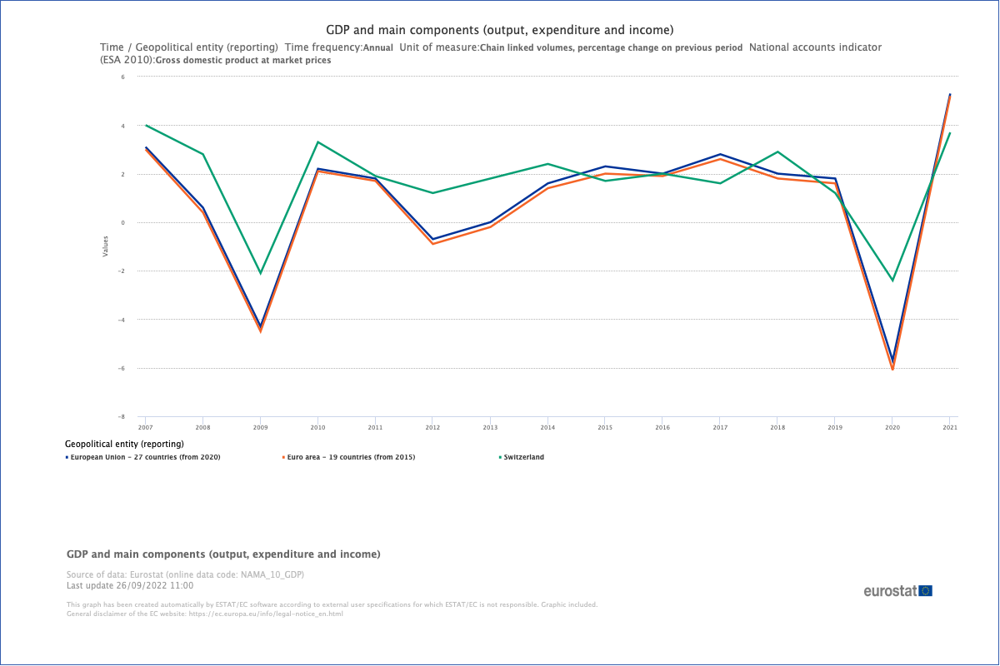 GDP and main components (output, expenditure and income)
Time / Geopolitical entity (reporting)  Time frequency:Annual  Unit of measure:Chain linked volumes, percentage change on previous period  National accounts indicator
(ESA 2010):Gross domestic product at market prices
6
4
2
0
-2
-4
-6
-8
Values
2007 2008 2009 2010 2011 2012 2013 2014 2015 2016 2017 2018 2019 2020 2021
Geopolitical entity (reporting)
European Union - 27 countries (from 2020) Euro area - 19 countries (from 2015) Switzerland
GDP and main components (output, expenditure and income)
Source of data: Eurostat (online data code: NAMA_10_GDP)
Last update 26/09/2022 11:00
eurostat
This graph has been created automatically by ESTAT/EC software according to external user specifications for which ESTAT/EC is not responsible. Graphic included.
General disclaimer of the EC website: https://ec.europa.eu/info/legal-notice_en.html